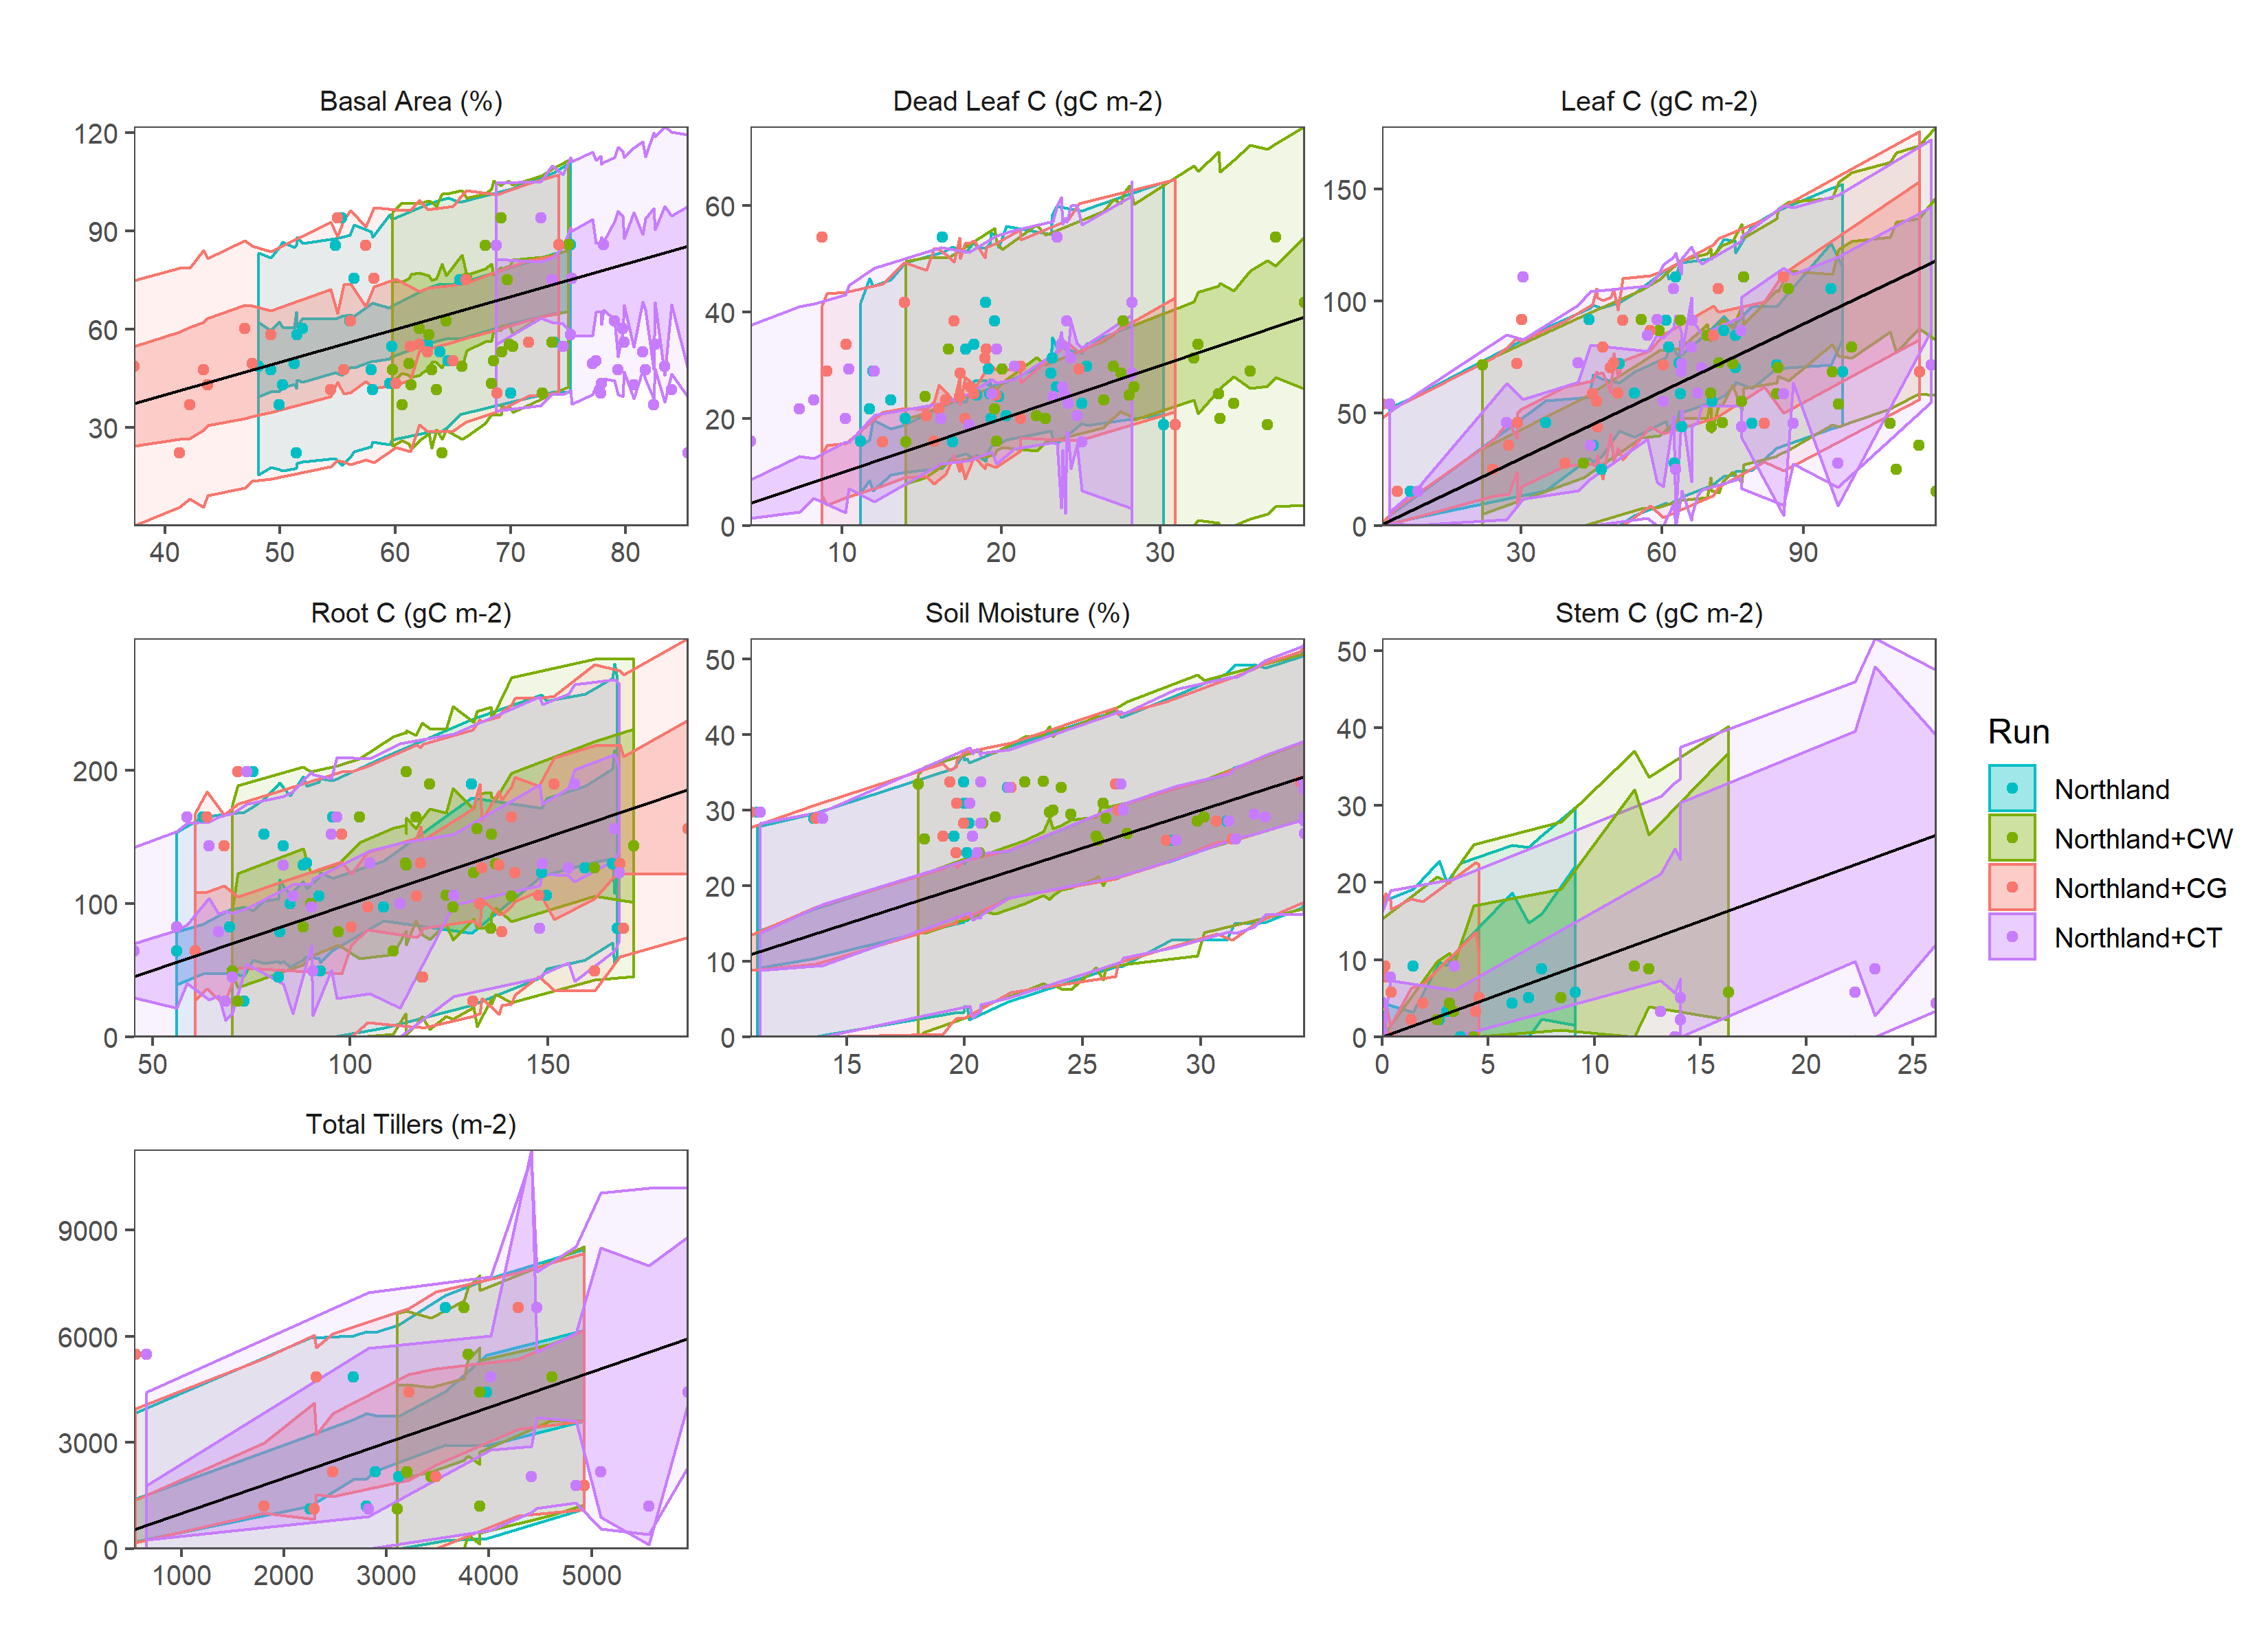 Basal Area (%)
Dead Leaf C (gC m-2)
Leaf C (gC m-2)
120
90
60
30
60
40
20
0
150
100
50
0
40 50 60 70 80
10 20 30
30 60 90
Root C (gC m-2)
Soil Moisture (%)
Stem C (gC m-2)
200
100
0
50
40
30
20
10
0
50
40
30
20
10
0
50 100 150
15 20 25 30
0 5 10 15 20 25
Total Tillers (m-2)
9000
6000
3000
0
1000 2000 3000 4000 5000
Run
Northland
Northland+CW
Northland+CG
Northland+CT